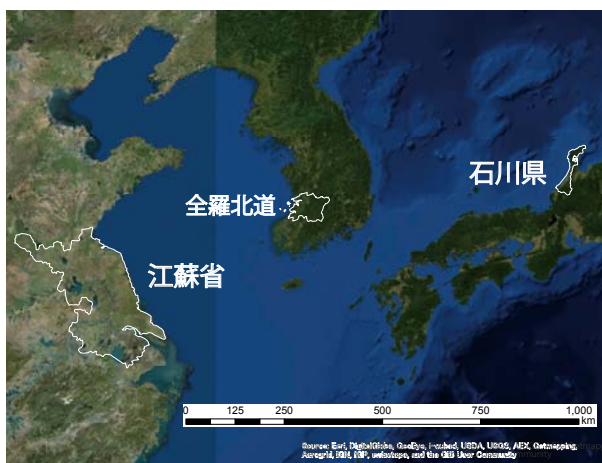 石川県
全羅北道
江蘇省
0 125 250 500 750 1,000
km
Source: Esri, DigitalGlobe, GeoEye, i-cubed, USDA, USGS, AEX, Getmapping,
Aerogrid, IGN, IGP, swisstopo, and the GIS User Community